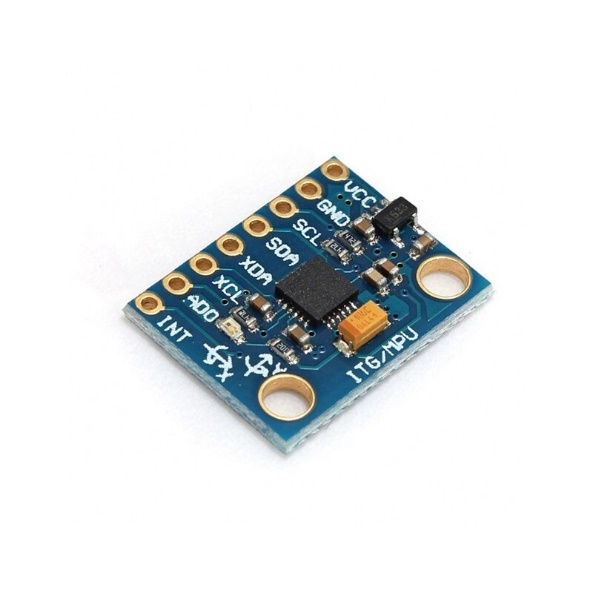 VCC
GND
SCL
SDA
XDA
XCL
ADO
INT
X
Y
ITG/MPU